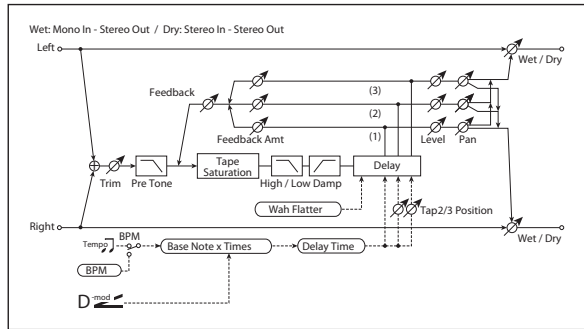 Wet: Mono In - Stereo Out / Dry: Stereo In - Stereo Out
Left
Wet / Dry
Feedback
(3)
(2)
(1)
Feedback Amt
Level
Pan
Trim
Pre Tone
Tape Saturation
High / Low Damp
Delay
Wah Flatter
Tap2/3 Position
Right
Wet / Dry
Tempo
BPM
BPM
Base Note x Times
Delay Time
D-mod